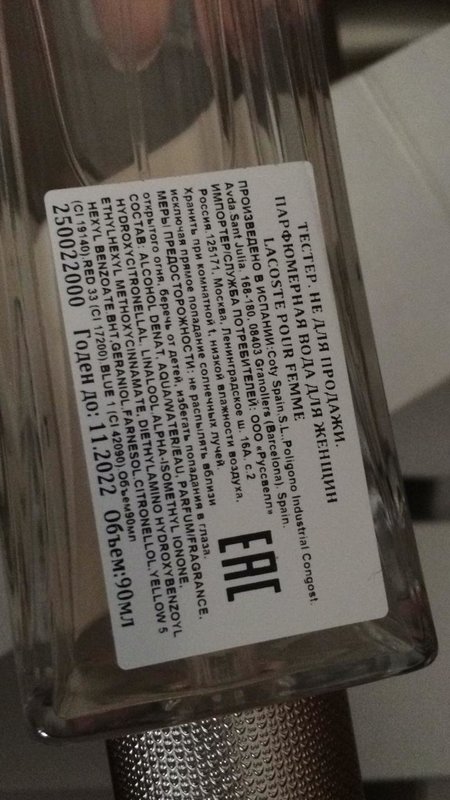 ТЕСТЕР. НЕ ДЛЯ ПРОДАЖИ.
ПАРФЮМЕРНАЯ ВОДА ДЛЯ ЖЕНЩИН
LACOSTE POUR FEMME
ПРОИЗВЕДЕНО В ИСПАНИИ:Coty Spain,S.L.,Poligono Industrial Congost.
Avda Sant Julia, 168-180, 08403 Granollers (Barcelona), Spain.
ИМПОРТЕР/СЛУЖБА ПОТРЕБИТЕЛЕЙ: ООО «Руссвелл»
Россия,125171, Москва, Ленинградское ш. 16А, с.2
Хранить при комнатной t, низкой влажности воздуха,
исключая прямое попадание солнечных лучей.
МЕРЫ ПРЕДОСТОРОЖНОСТИ: не распылять вблизи
открытого огня, беречь от детей, избегать попадания в глаза.
СОСТАВ: ALCOHOL DENAT, AQUA/WATER/EAU, PARFUM/FRAGRANCE,
HYDROXYCITRONELLAL, LINALOOL, ALPHA-ISOMETHYL IONONE,
ETHYLHEXYL METHOXYCINNAMATE, DIETHYLAMINO HYDROXYBENZOYL
HEXYL BENZOATE,BHT,GERANIOL,FARNESOL,CITRONELLOL,YELLOW 5
(CI 19140),RED 33 (CI 17200),BLUE 1(CI 42090).Объем90мл
250022000 Годен до: 11.2022 Объем:90мл
ЕАС